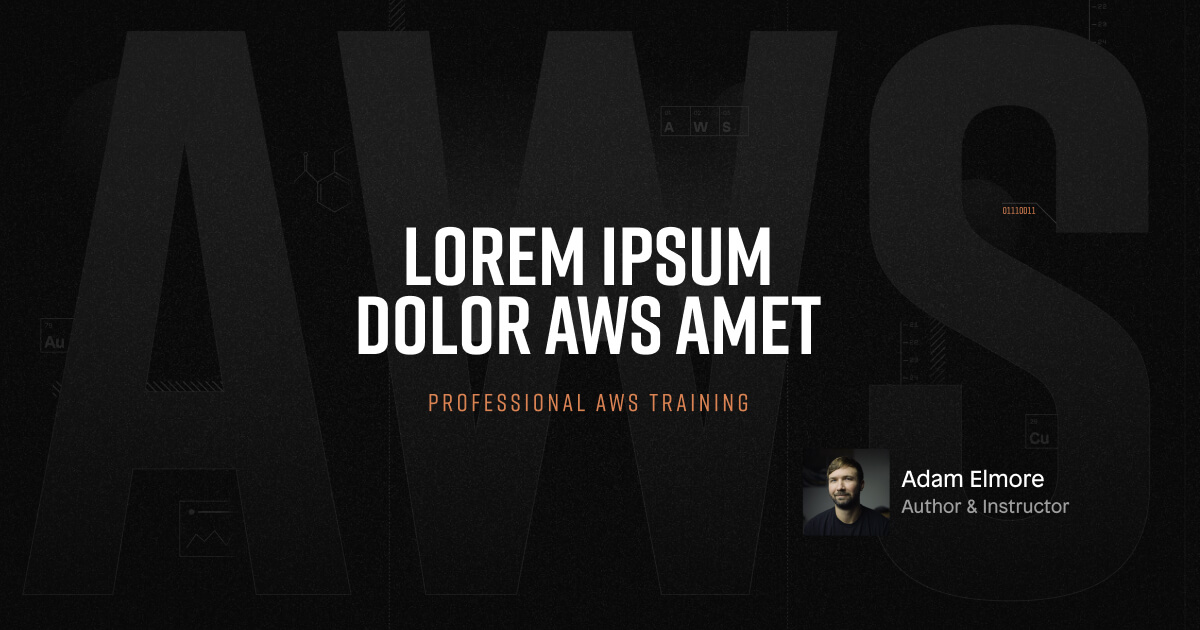 AWS
A W S
01110011
LOREM IPSUM
DOLOR AWS AMET
Au
PROFESSIONAL AWS TRAINING
Cu
Adam Elmore
Author & Instructor